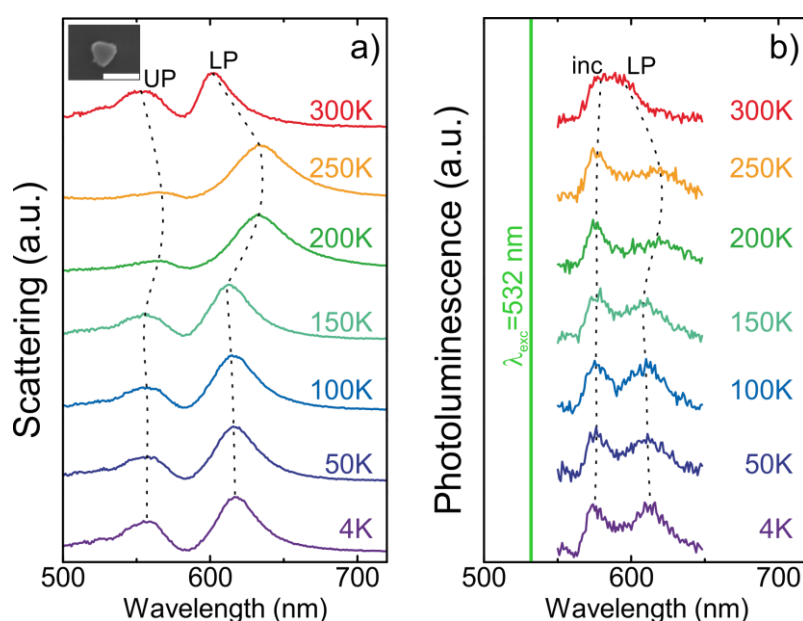 a)
UP
LP
300K
250K
200K
150K
100K
50K
4K
Scattering (a.u.)
500
600
700
Wavelength (nm)
b)
inc
LP
300K
250K
200K
150K
100K
50K
4K
λexc=532 nm
Photoluminescence (a.u.)
500
600
700
Wavelength (nm)